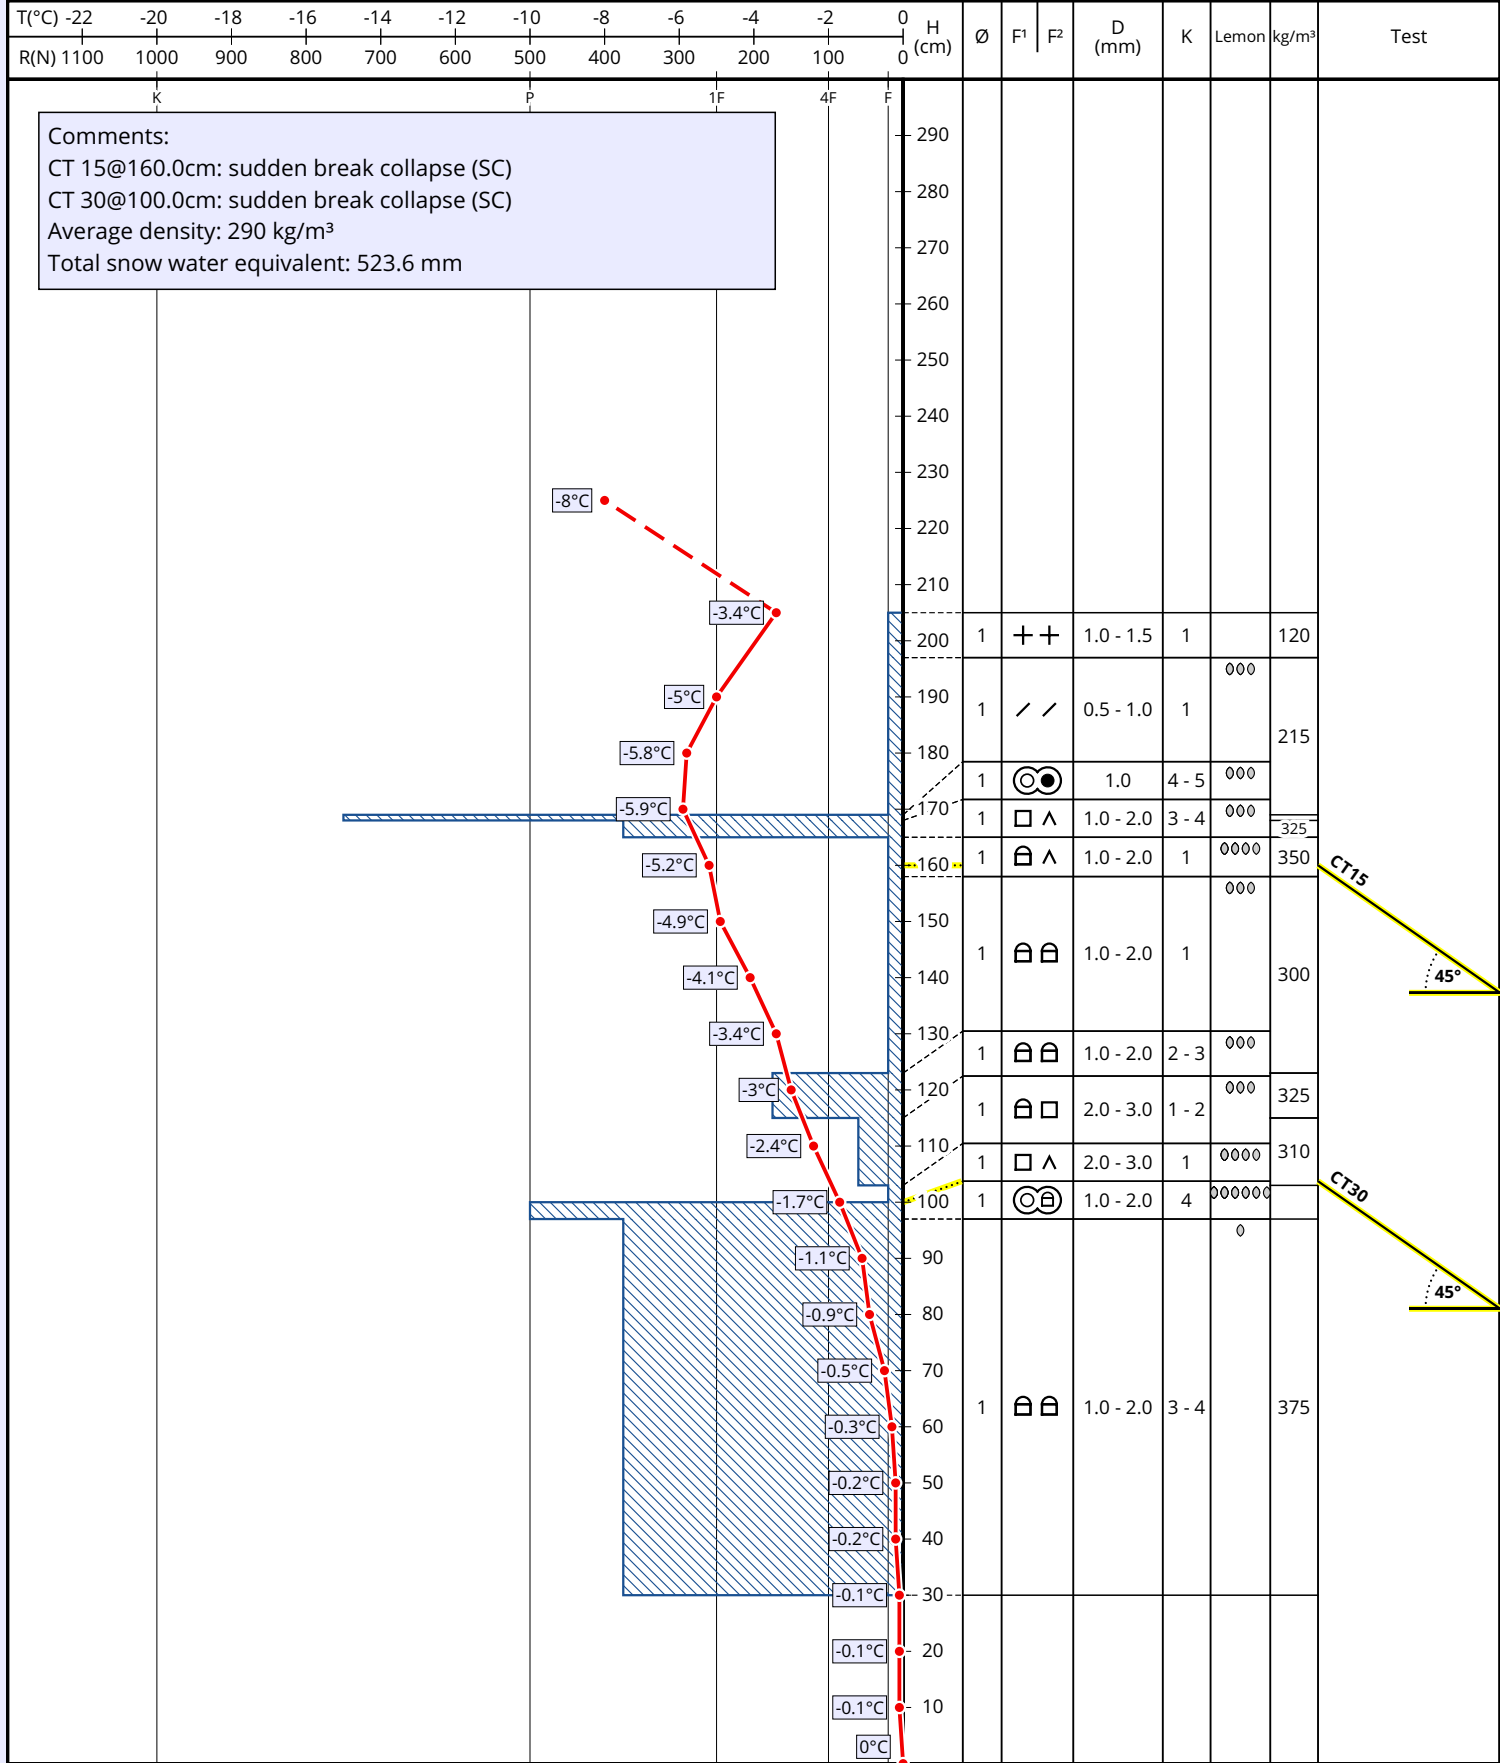 T(°C) -22 -20 -18 -16 -14 -12 -10 -8 -6 -4 -2 0
R(N) 1100 1000 900 800 700 600 500 400 300 200 100 0
H (cm) Ø F¹ F² D (mm) K Lemon kg/m³ Test
K P 1F 4F F
Comments:
CT 15@160.0cm: sudden break collapse (SC)
CT 30@100.0cm: sudden break collapse (SC)
Average density: 290 kg/m³
Total snow water equivalent: 523.6 mm
290
280
270
260
250
240
230
-8°C
220
210
-3.4°C
200 1 1.0 - 1.5 1 120
-5°C 190
1 0.5 - 1.0 1
215
-5.8°C 180
1 1.0 4 - 5
-5.9°C 170
1 1.0 - 2.0 3 - 4
325
-5.2°C 160 1 1.0 - 2.0 1 350
CT15
-4.9°C 150
1 1.0 - 2.0 1
-4.1°C 140 300 45°
-3.4°C 130
1 1.0 - 2.0 2 - 3
-3°C 120 325
1 2.0 - 3.0 1 - 2
-2.4°C 110 310
1 2.0 - 3.0 1
CT30
-1.7°C 100 1 1.0 - 2.0 4
-1.1°C 90
45°
-0.9°C 80
-0.5°C 70
1 1.0 - 2.0 3 - 4 375
-0.3°C 60
-0.2°C 50
-0.2°C 40
-0.1°C 30
-0.1°C 20
-0.1°C 10
0°C